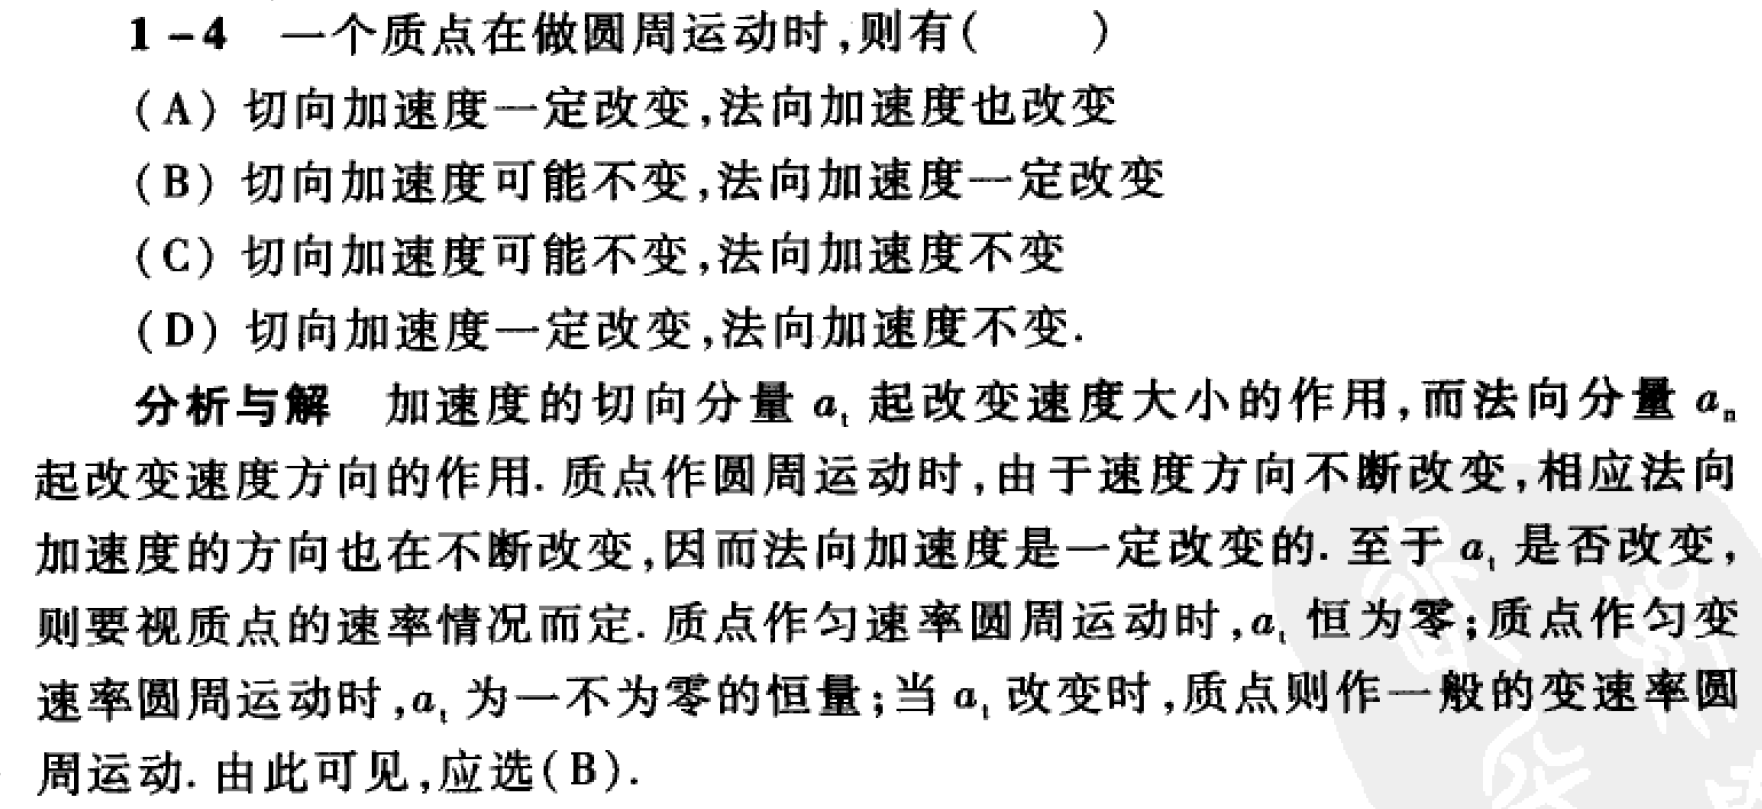 1-4 一个质点在做圆周运动时,则有( )
(A) 切向加速度一定改变,法向加速度也改变
(B) 切向加速度可能不变,法向加速度一定改变
(C) 切向加速度可能不变,法向加速度不变
(D) 切向加速度一定改变,法向加速度不变.
分析与解 加速度的切向分量 aₜ 起改变速度大小的作用,而法向分量 aₙ
起改变速度方向的作用. 质点作圆周运动时,由于速度方向不断改变,相应法向
加速度的方向也在不断改变,因而法向加速度是一定改变的. 至于 aₜ 是否改变,
则要视质点的速率情况而定. 质点作匀速率圆周运动时,aₜ 恒为零;质点作匀变
速率圆周运动时,aₜ 为一不为零的恒量;当 aₜ 改变时,质点则作一般的变速率圆
周运动. 由此可见,应选(B).